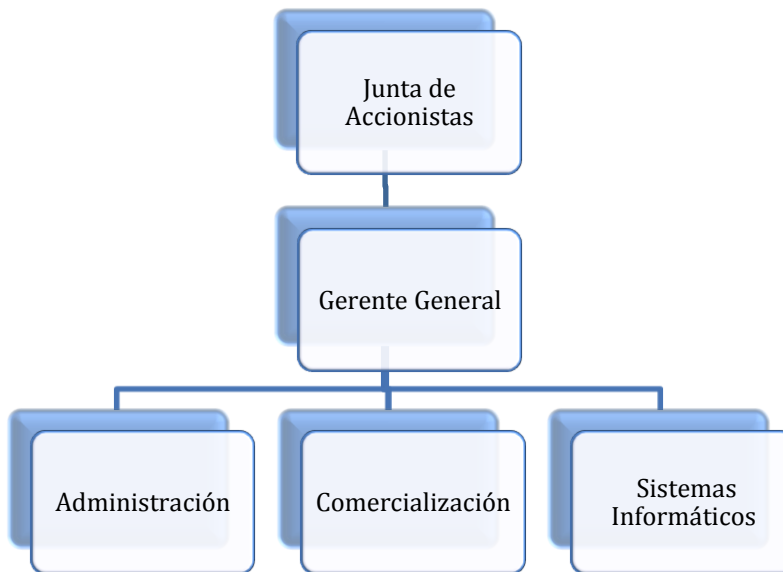 Junta de
Accionistas
Gerente General
Administración
Comercialización
Sistemas
Informáticos